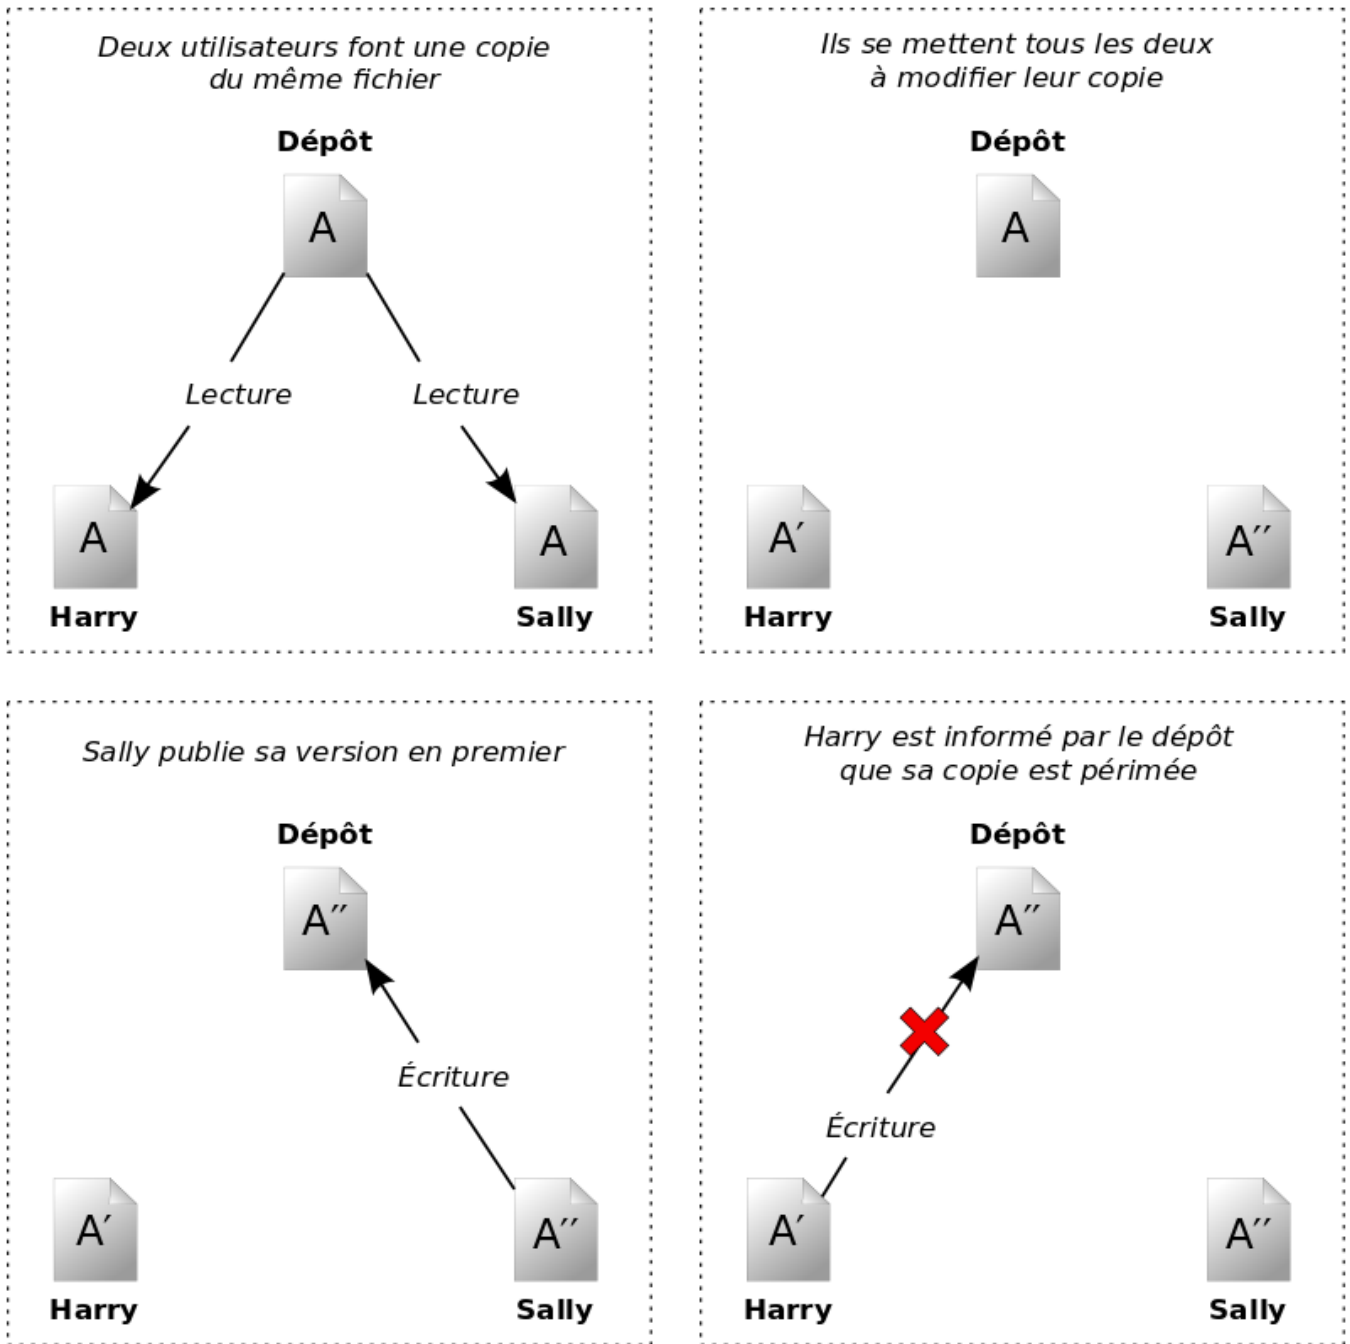 Deux utilisateurs font une copie
du même fichier
Dépôt
A
Lecture
Lecture
A
A
Harry
Sally
Ils se mettent tous les deux
à modifier leur copie
Dépôt
A
A′
A′′
Harry
Sally
Sally publie sa version en premier
Dépôt
A′′
Écriture
A′
A′′
Harry
Sally
Harry est informé par le dépôt
que sa copie est périmée
Dépôt
A′′
Écriture
A′
A′′
Harry
Sally